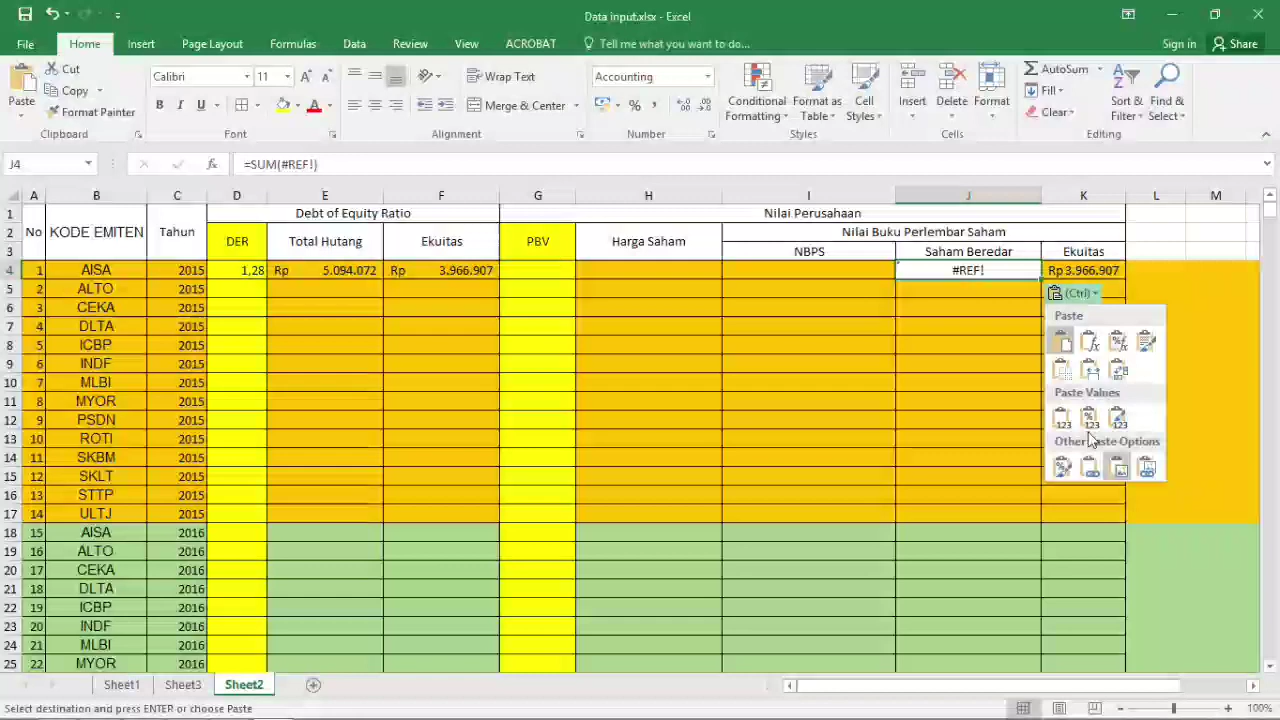 Data input.xlsx - Excel
File Home Insert Page Layout Formulas Data Review View ACROBAT Tell me what you want to do... Sign in Share
Paste Cut Copy Format Painter
Calibri 11 A A
B I U A
Wrap Text
Merge & Center
Accounting
% ,
Conditional Formatting
Format as Table
Cell Styles
Insert Delete Format
AutoSum Fill Clear
Sort & Filter
Find & Select
Clipboard Font Alignment Number Styles Cells Editing
J4 fx =SUM(#REF!)
A B C D E F G H I J K L M
1 Debt of Equity Ratio Nilai Perusahaan
2 No KODE EMITEN Tahun DER Total Hutang Ekuitas PBV Harga Saham Nilai Buku Perlembar Saham
3 NBPS Saham Beredar Ekuitas
4 1 AISA 2015 1,28 Rp 5.094.072 Rp 3.966.907 #REF! Rp 3.966.907
5 2 ALTO 2015
6 3 CEKA 2015
7 4 DLTA 2015
8 5 ICBP 2015
9 6 INDF 2015
10 7 MLBI 2015
11 8 MYOR 2015
12 9 PSDN 2015
13 10 ROTI 2015
14 11 SKBM 2015
15 12 SKLT 2015
16 13 STTP 2015
17 14 ULTJ 2015
18 15 AISA 2016
19 16 ALTO 2016
20 17 CEKA 2016
21 18 DLTA 2016
22 19 ICBP 2016
23 20 INDF 2016
24 21 MLBI 2016
25 22 MYOR 2016
(Ctrl)
Paste
fx %fx
Paste Values
123 % 123 123
Other Paste Options
Sheet1 Sheet3 Sheet2
Select destination and press ENTER or choose Paste 100%